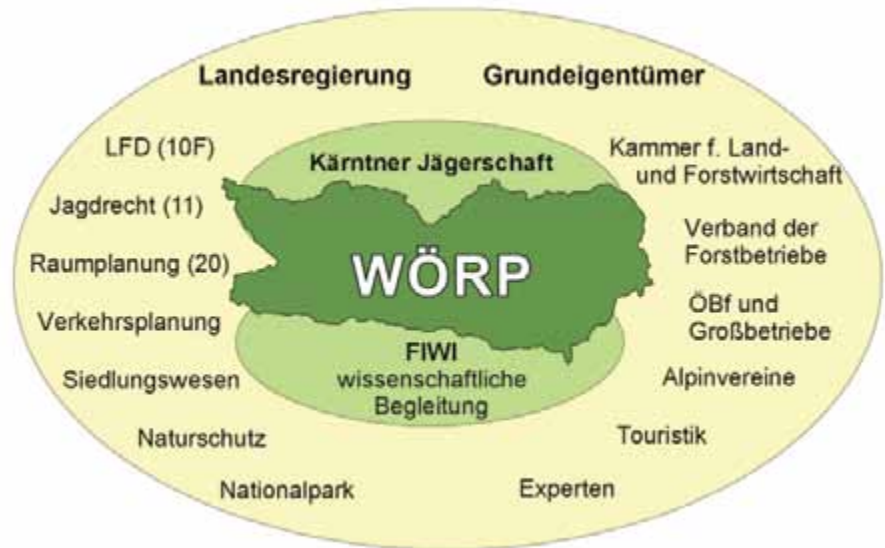 Landesregierung
Grundeigentümer
LFD (10F)
Jagdrecht (11)
Raumplanung (20)
Verkehrsplanung
Siedlungswesen
Naturschutz
Nationalpark
Kärntner Jägerschaft
WÖRP
FIWI
wissenschaftliche
Begleitung
Kammer f. Land-
und Forstwirtschaft
Verband der
Forstbetriebe
ÖBf und
Großbetriebe
Alpinvereine
Touristik
Experten